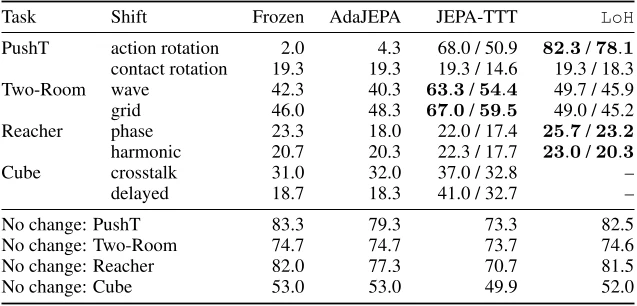 Task Shift Frozen AdaJEPA JEPA-TTT LoH
PushT action rotation 2.0 4.3 68.0 / 50.9 82.3 / 78.1
contact rotation 19.3 19.3 19.3 / 14.6 19.3 / 18.3
Two-Room wave 42.3 40.3 63.3 / 54.4 49.7 / 45.9
grid 46.0 48.3 67.0 / 59.5 49.0 / 45.2
Reacher phase 23.3 18.0 22.0 / 17.4 25.7 / 23.2
harmonic 20.7 20.3 22.3 / 17.7 23.0 / 20.3
Cube crosstalk 31.0 32.0 37.0 / 32.8 –
delayed 18.7 18.3 41.0 / 32.7 –
No change: PushT 83.3 79.3 73.3 82.5
No change: Two-Room 74.7 74.7 73.7 74.6
No change: Reacher 82.0 77.3 70.7 81.5
No change: Cube 53.0 53.0 49.9 52.0